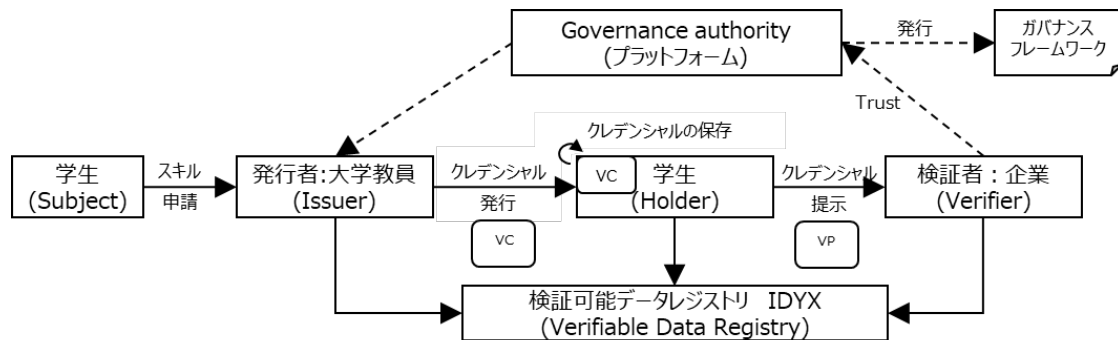 Governance authority
(プラットフォーム)
発行
ガバナンス
フレームワーク
Trust
クレデンシャルの保存
学生
(Subject)
スキル
申請
発行者:大学教員
(Issuer)
クレデンシャル
発行
VC
VC
学生
(Holder)
クレデンシャル
提示
VP
検証者：企業
(Verifier)
検証可能データレジストリ　IDYX
(Verifiable Data Registry)